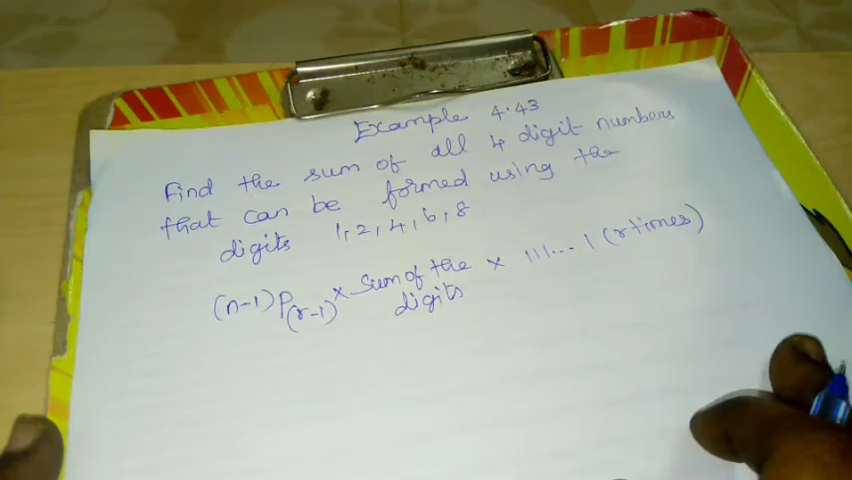 Example 4.43
Find the sum of all 4 digit numbers
that can be formed using the
digits 1, 2, 4, 6, 8
(n-1)P(r-1) × Sum of the digits × 111... 1 (r times)